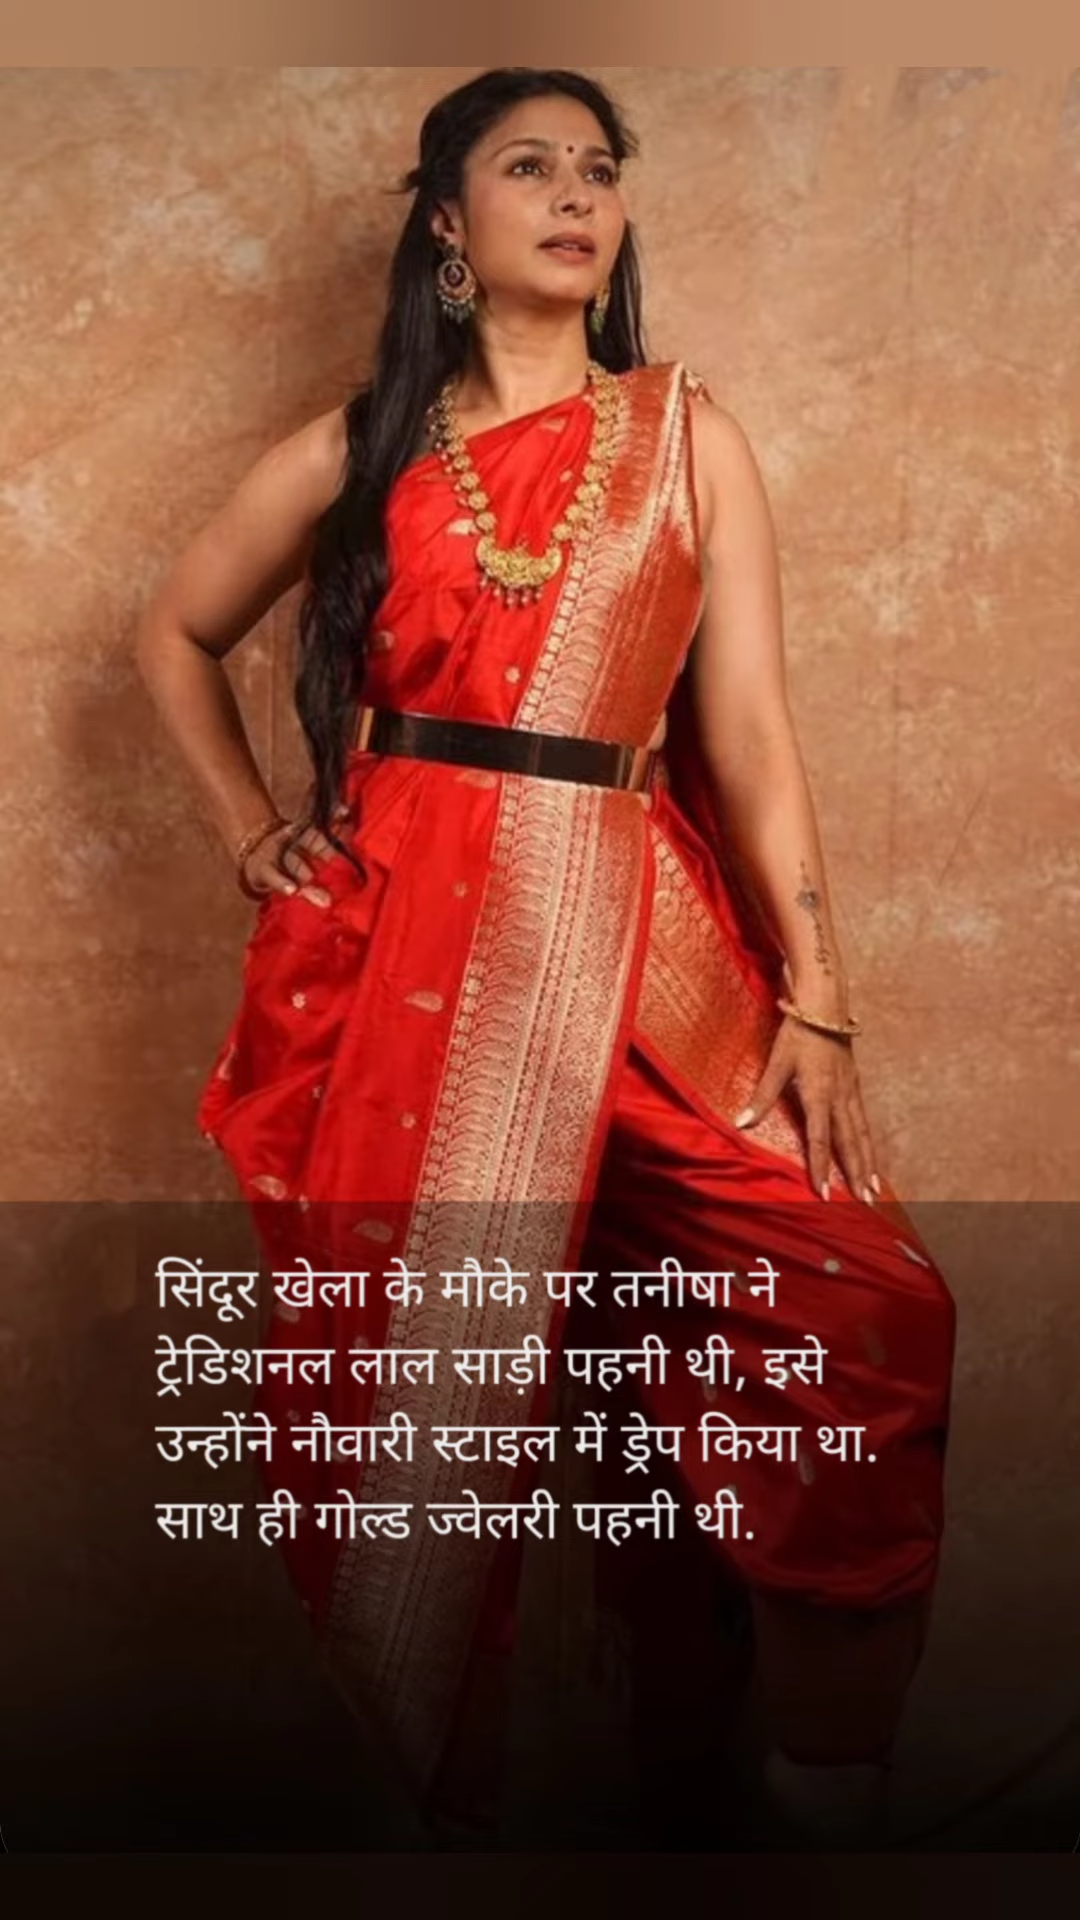 सिंदूर खेला के मौके पर तनीषा ने
ट्रेडिशनल लाल साड़ी पहनी थी, इसे
उन्होंने नौवारी स्टाइल में ड्रेप किया था.
साथ ही गोल्ड ज्वेलरी पहनी थी.